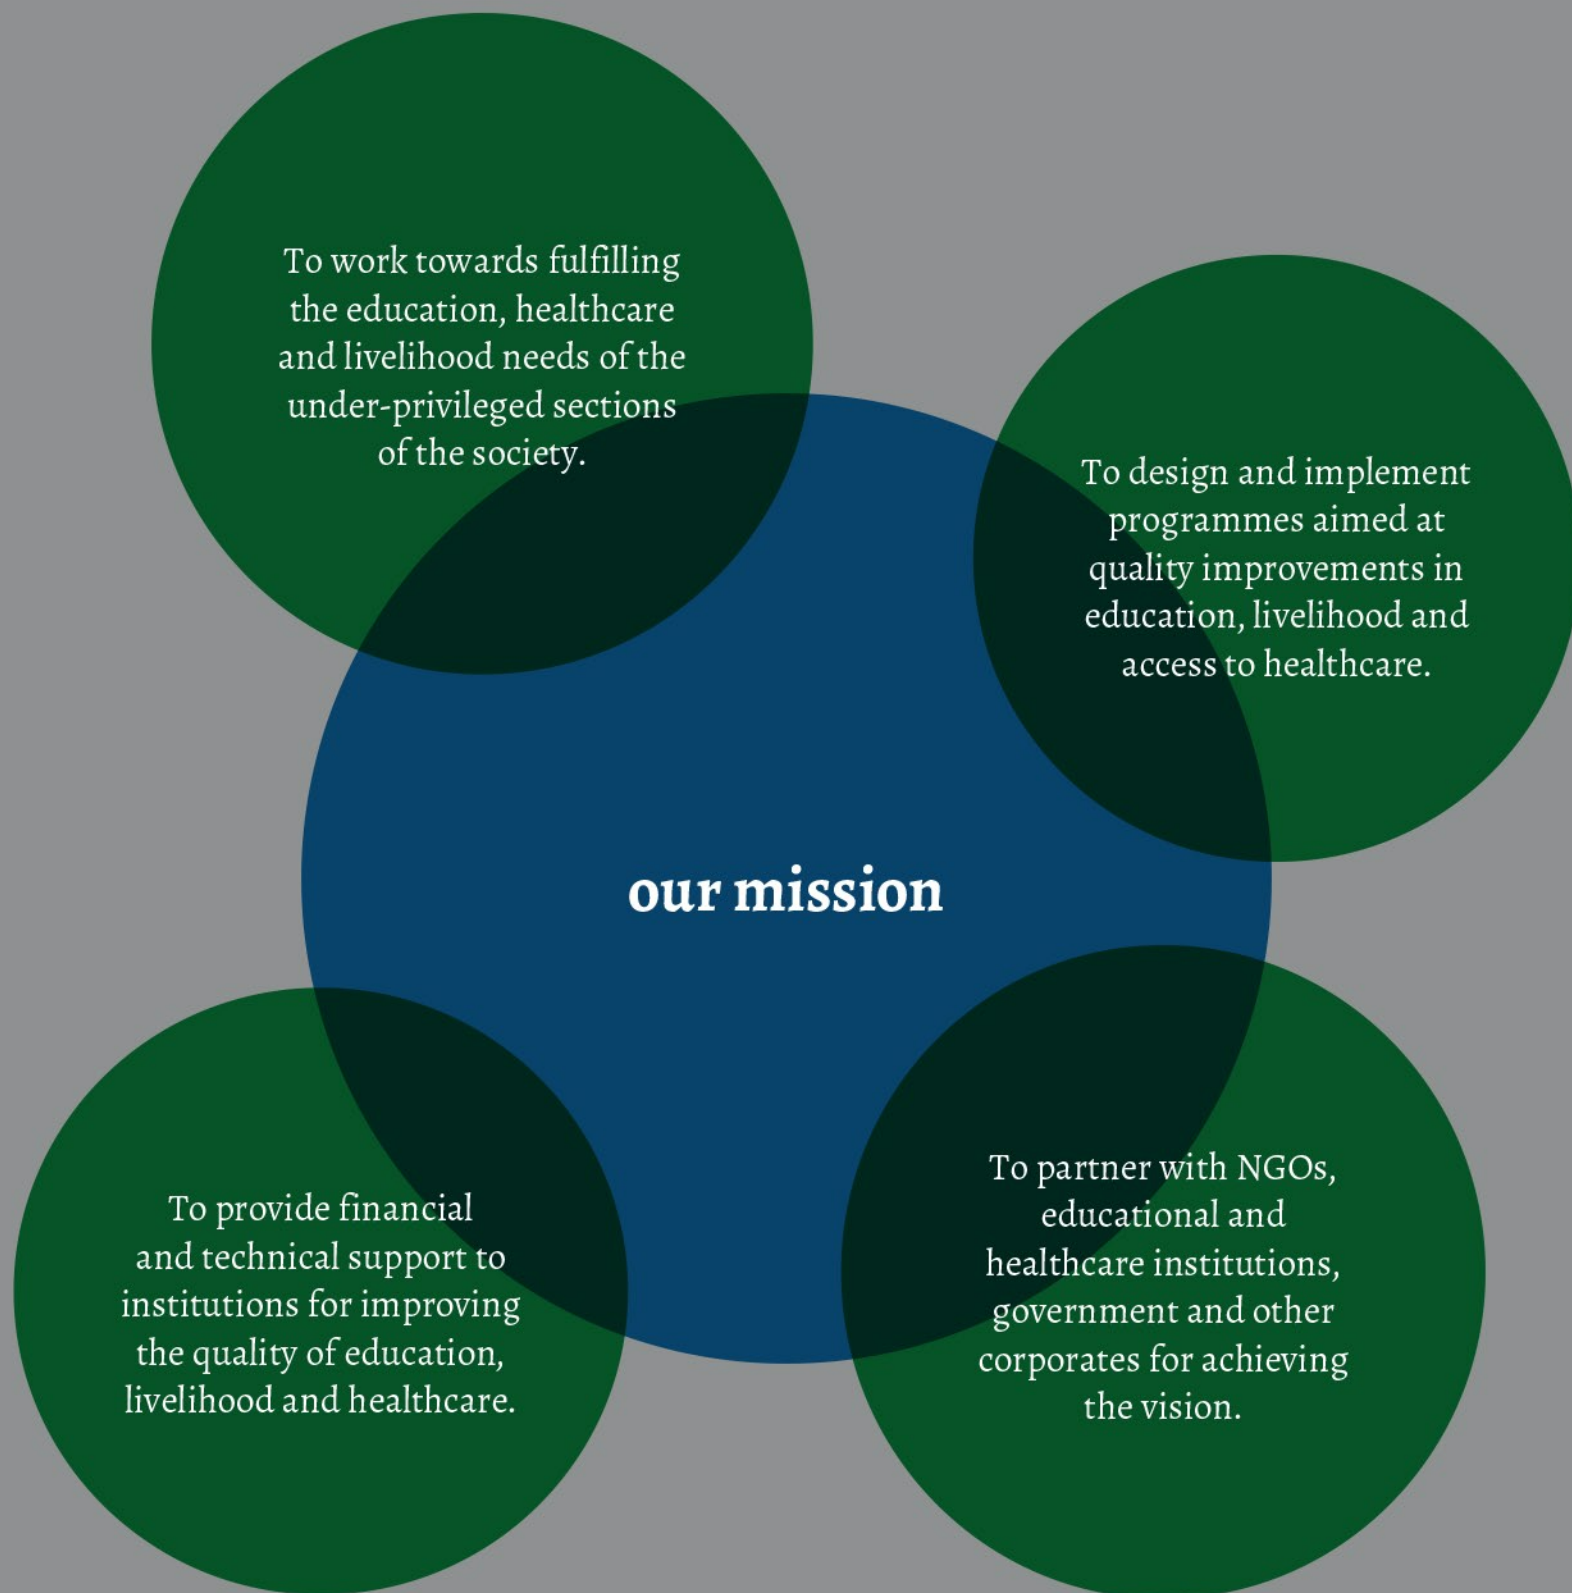 To work towards fulfilling
the education, healthcare
and livelihood needs of the
under-privileged sections
of the society.
To design and implement
programmes aimed at
quality improvements in
education, livelihood and
access to healthcare.
our mission
To provide financial
and technical support to
institutions for improving
the quality of education,
livelihood and healthcare.
To partner with NGOs,
educational and
healthcare institutions,
government and other
corporates for achieving
the vision.